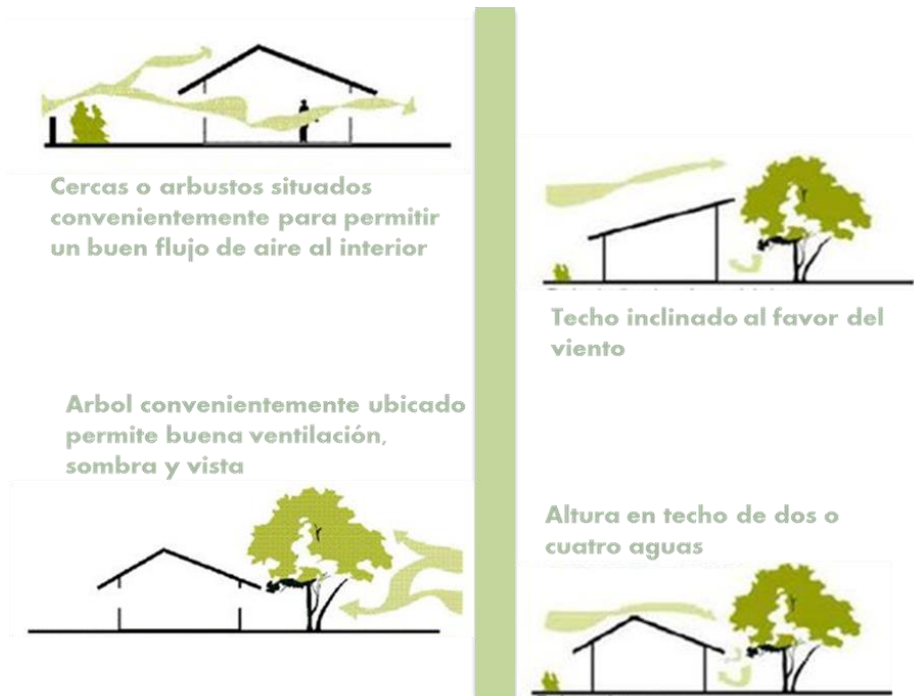 Cercas o arbustos situados
convenientemente para permitir
un buen flujo de aire al interior
Arbol convenientemente ubicado
permite buena ventilación,
sombra y vista
Techo inclinado al favor del
viento
Altura en techo de dos o
cuatro aguas